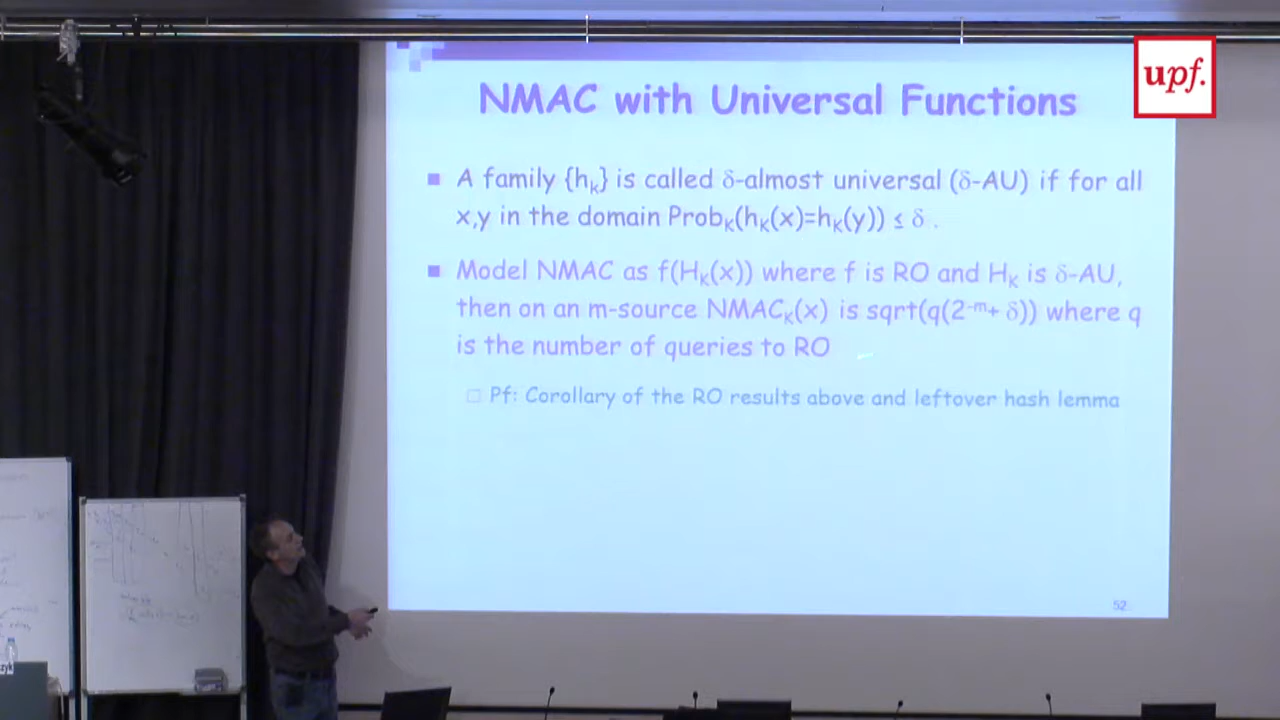 upf.
NMAC with Universal Functions
A family {hₖ} is called δ-almost universal (δ-AU) if for all
x,y in the domain Probₖ(hₖ(x)=hₖ(y)) ≤ δ .
Model NMAC as f(Hₖ(x)) where f is RO and Hₖ is δ-AU,
then on an m-source NMACₖ(x) is sqrt(q(2⁻ᵐ+ δ)) where q
is the number of queries to RO
Pf: Corollary of the RO results above and leftover hash lemma
52